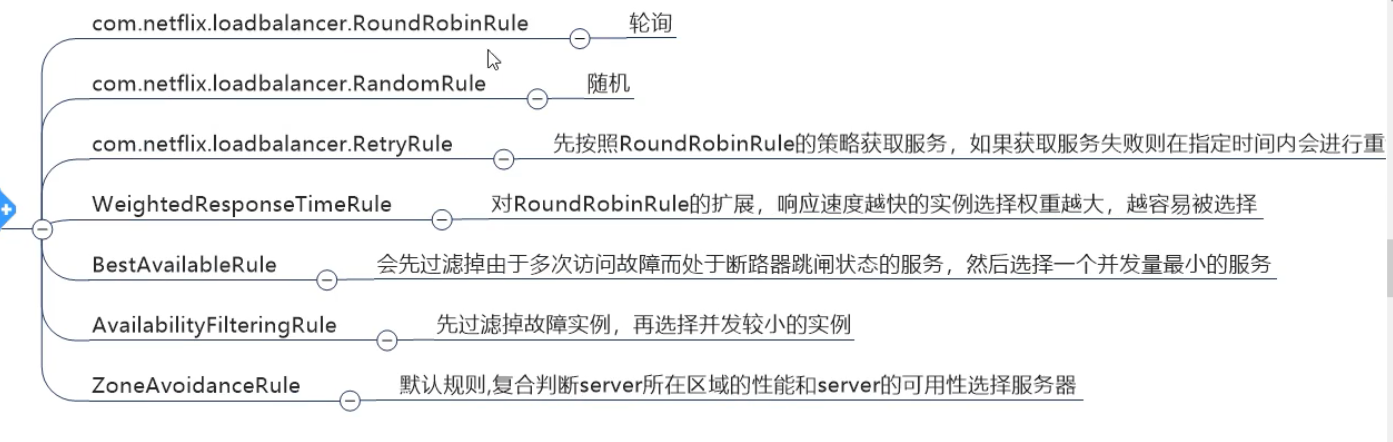 com.netflix.loadbalancer.RoundRobinRule 轮询
com.netflix.loadbalancer.RandomRule 随机
com.netflix.loadbalancer.RetryRule 先按照RoundRobinRule的策略获取服务，如果获取服务失败则在指定时间内会进行重
WeightedResponseTimeRule 对RoundRobinRule的扩展，响应速度越快的实例选择权重越大，越容易被选择
BestAvailableRule 会先过滤掉由于多次访问故障而处于断路器跳闸状态的服务，然后选择一个并发量最小的服务
AvailabilityFilteringRule 先过滤掉故障实例，再选择并发较小的实例
ZoneAvoidanceRule 默认规则,复合判断server所在区域的性能和server的可用性选择服务器